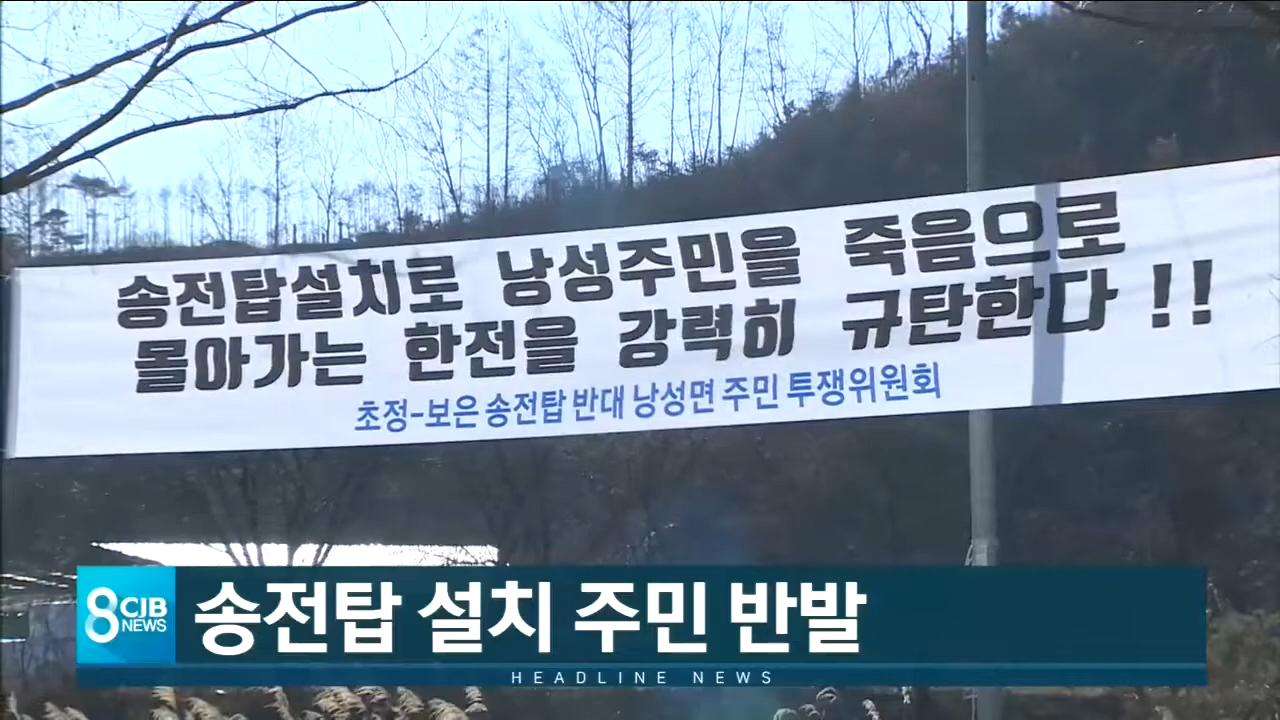 송전탑설치로 낭성주민을 죽음으로
몰아가는 한전을 강력히 규탄한다 !!
초정-보은 송전탑 반대 낭성면 주민 투쟁위원회
8 CJB NEWS
송전탑 설치 주민 반발
HEADLINE NEWS